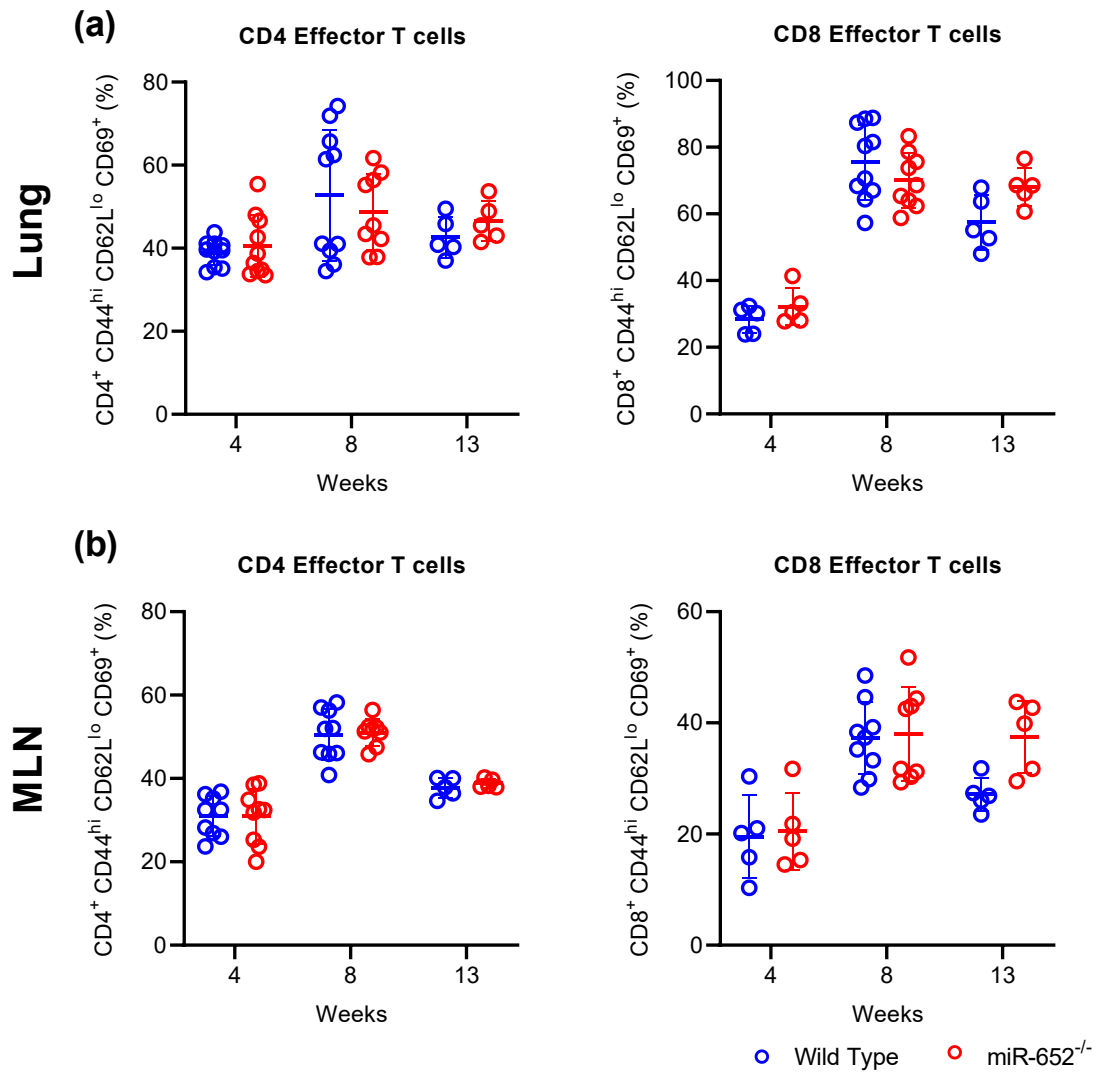 (a)
Lung
CD4 Effector T cells
CD4⁺ CD44ʰⁱ CD62Lˡᵒ CD69⁺ (%)
80
60
40
20
0
4 8 13
Weeks
CD8 Effector T cells
CD8⁺ CD44ʰⁱ CD62Lˡᵒ CD69⁺ (%)
100
80
60
40
20
0
4 8 13
Weeks
(b)
MLN
CD4 Effector T cells
CD4⁺ CD44ʰⁱ CD62Lˡᵒ CD69⁺ (%)
80
60
40
20
0
4 8 13
Weeks
CD8 Effector T cells
CD8⁺ CD44ʰⁱ CD62Lˡᵒ CD69⁺ (%)
60
40
20
0
4 8 13
Weeks
Wild Type miR-652⁻/⁻